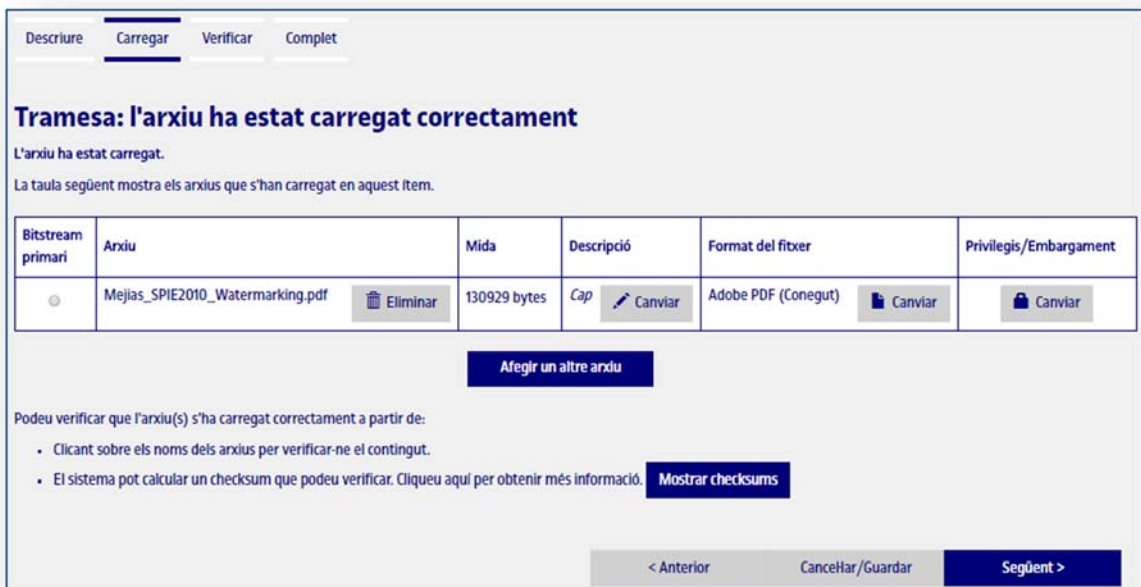 Descriure Carregar Verificar Complet
Tramesa: l'arxiu ha estat carregat correctament
L'arxiu ha estat carregat.
La taula següent mostra els arxius que s'han carregat en aquest ítem.
Bitstream primari Arxiu Mida Descripció Format del fitxer Privilegis/Embargament
Mejias_SPIE2010_Watermarking.pdf Eliminar 130929 bytes Cap Canviar Adobe PDF (Conegut) Canviar Canviar
Afegir un altre arxiu
Podeu verificar que l'arxiu(s) s'ha carregat correctament a partir de:
• Clicant sobre els noms dels arxius per verificar-ne el contingut.
• El sistema pot calcular un checksum que podeu verificar. Cliqueu aquí per obtenir més informació. Mostrar checksums
< Anterior Cancel·lar/Guardar Següent >